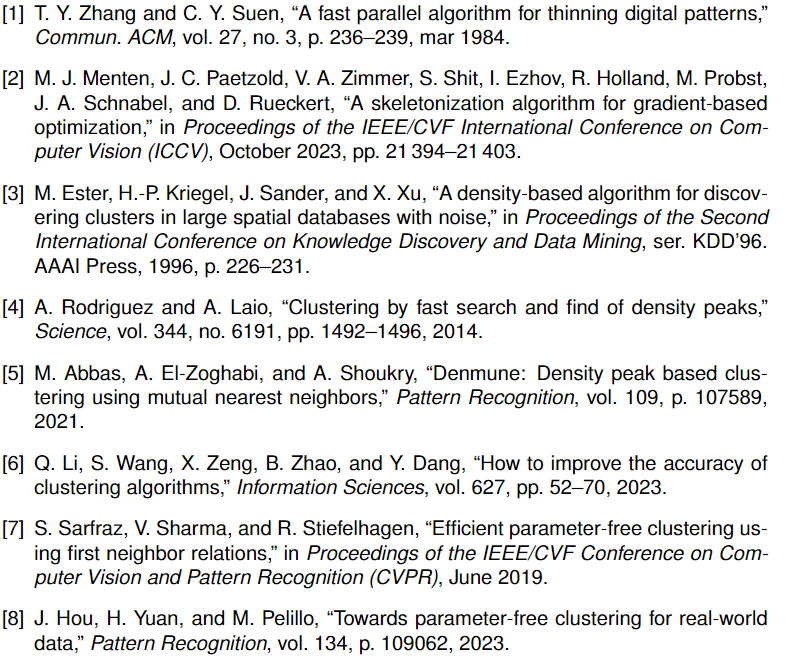 [1] T. Y. Zhang and C. Y. Suen, “A fast parallel algorithm for thinning digital patterns,”
Commun. ACM, vol. 27, no. 3, p. 236–239, mar 1984.
[2] M. J. Menten, J. C. Paetzold, V. A. Zimmer, S. Shit, I. Ezhov, R. Holland, M. Probst,
J. A. Schnabel, and D. Rueckert, “A skeletonization algorithm for gradient-based
optimization,” in Proceedings of the IEEE/CVF International Conference on Com-
puter Vision (ICCV), October 2023, pp. 21 394–21 403.
[3] M. Ester, H.-P. Kriegel, J. Sander, and X. Xu, “A density-based algorithm for discov-
ering clusters in large spatial databases with noise,” in Proceedings of the Second
International Conference on Knowledge Discovery and Data Mining, ser. KDD’96.
AAAI Press, 1996, p. 226–231.
[4] A. Rodriguez and A. Laio, “Clustering by fast search and find of density peaks,”
Science, vol. 344, no. 6191, pp. 1492–1496, 2014.
[5] M. Abbas, A. El-Zoghabi, and A. Shoukry, “Denmune: Density peak based clus-
tering using mutual nearest neighbors,” Pattern Recognition, vol. 109, p. 107589,
2021.
[6] Q. Li, S. Wang, X. Zeng, B. Zhao, and Y. Dang, “How to improve the accuracy of
clustering algorithms,” Information Sciences, vol. 627, pp. 52–70, 2023.
[7] S. Sarfraz, V. Sharma, and R. Stiefelhagen, “Efficient parameter-free clustering us-
ing first neighbor relations,” in Proceedings of the IEEE/CVF Conference on Com-
puter Vision and Pattern Recognition (CVPR), June 2019.
[8] J. Hou, H. Yuan, and M. Pelillo, “Towards parameter-free clustering for real-world
data,” Pattern Recognition, vol. 134, p. 109062, 2023.